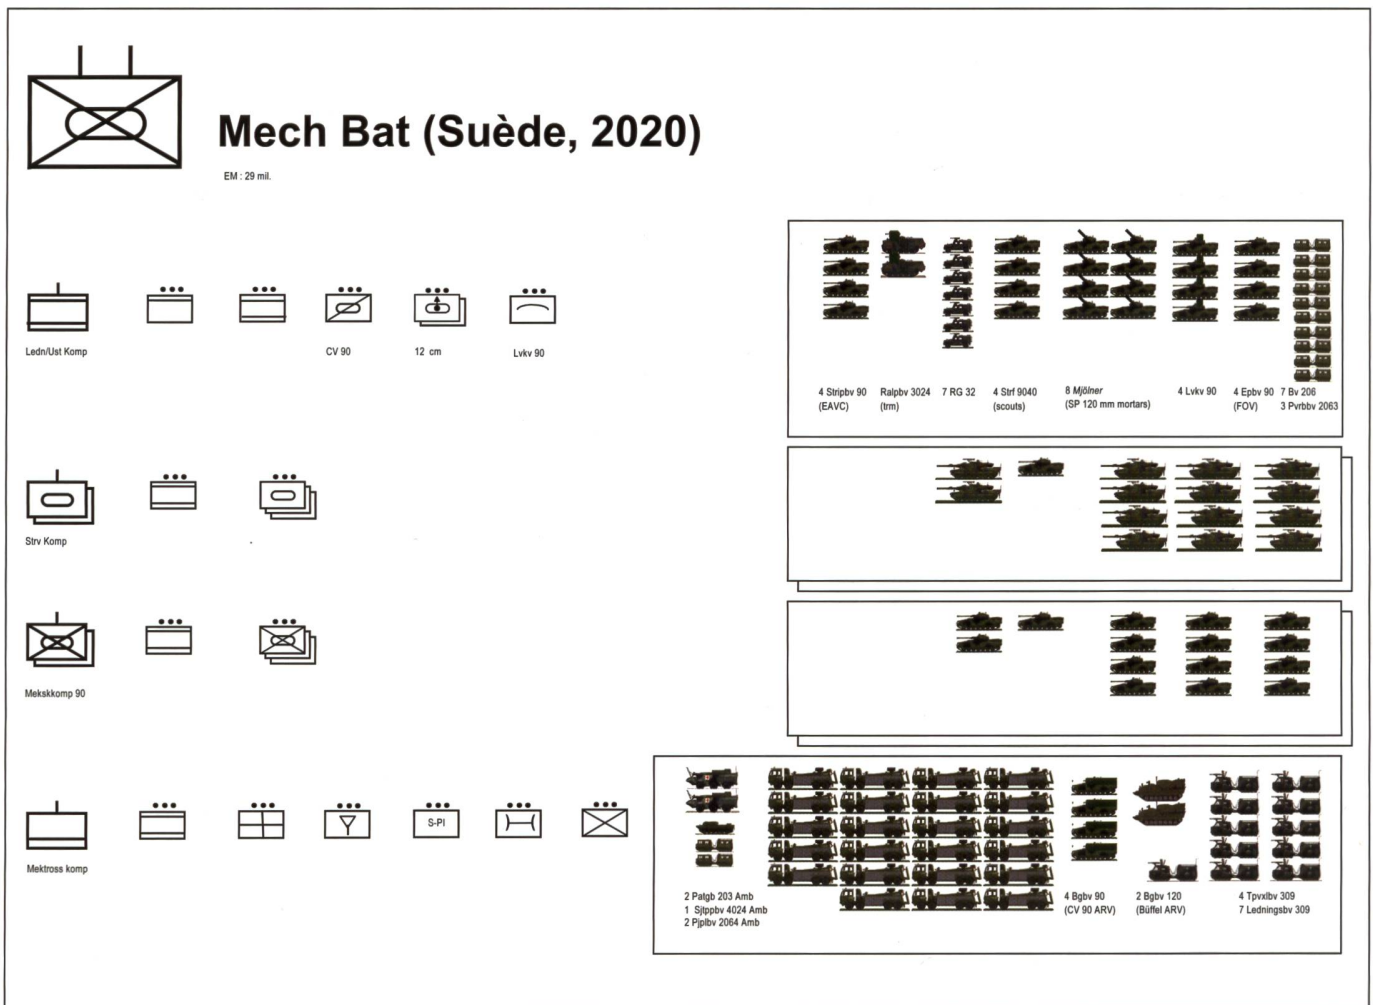 Mech Bat (Suède, 2020)
EM : 29 mil.
Ledn/Ust Komp
CV 90
12 cm
Lvkv 90
4 Stripbv 90
(EAVC)
Ralpbv 3024
(trm)
7 RG 32
4 Strf 9040
(scouts)
8 Mjölner
(SP 120 mm mortars)
4 Lvkv 90
4 Epbv 90
(FOV)
7 Bv 206
3 Pvrbbv 2063
Strv Komp
Mekskkomp 90
Mektross komp
S-PI
2 Patgb 203 Amb
1 Sjtppbv 4024 Amb
2 Pjplbv 2064 Amb
4 Bgbv 90
(CV 90 ARV)
2 Bgbv 120
(Büffel ARV)
4 Tpvxlbv 309
7 Ledningsbv 309